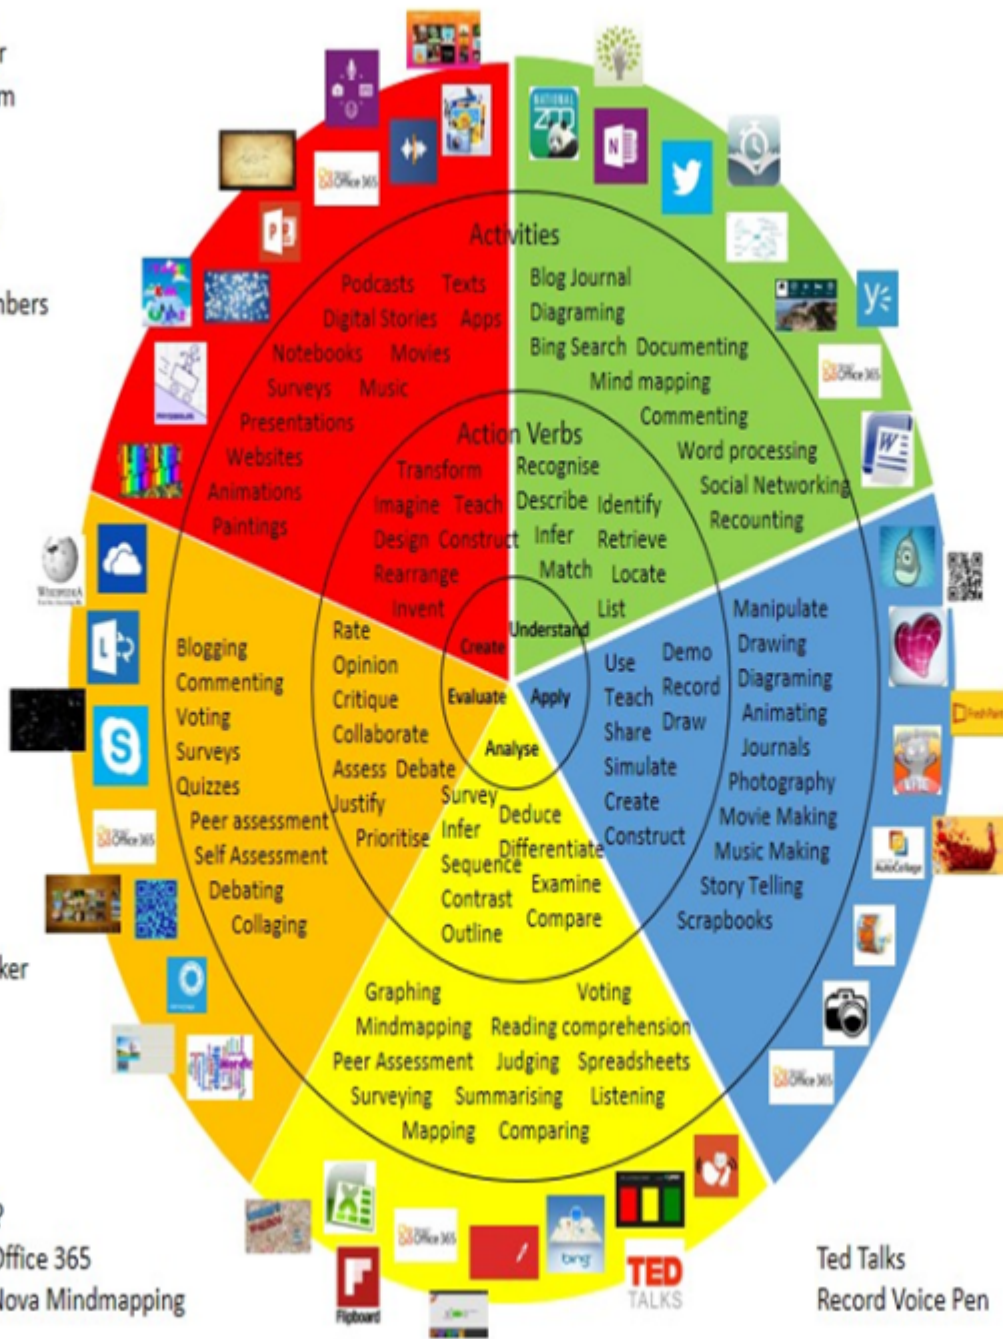 Activities
Podcasts Texts
Digital Stories Apps
Notebooks Movies
Surveys Music
Presentations
Websites
Animations
Paintings
Blog Journal
Diagraming
Bing Search Documenting
Mind mapping
Commenting
Word processing
Social Networking
Recounting
Action Verbs
Transform
Imagine Teach
Design Construct
Rearrange
Invent
Create
Recognise
Describe Identify
Infer Retrieve
Match Locate
List
Understand
Blogging
Commenting
Voting
Surveys
Quizzes
Peer assessment
Self Assessment
Debating
Collaging
Rate
Opinion
Critique
Collaborate
Assess Debate
Justify
Prioritise
Evaluate
Apply
Analyse
Use Demo
Teach Record
Share Draw
Simulate
Create
Construct
Manipulate
Drawing
Diagraming
Animating
Journals
Photography
Movie Making
Music Making
Story Telling
Scrapbooks
Survey Deduce
Infer Differentiate
Sequence Examine
Contrast Compare
Outline
Graphing Voting
Mindmapping Reading comprehension
Peer Assessment Judging Spreadsheets
Surveying Summarising Listening
Mapping Comparing
NATIONAL
ZOO
Office 365
Office 365
WIKIPEDIA
Office 365
AutoCollage
Office 365
Office 365
bing
Flipboard
TED
TALKS
Office 365
Nova Mindmapping
Ted Talks
Record Voice Pen